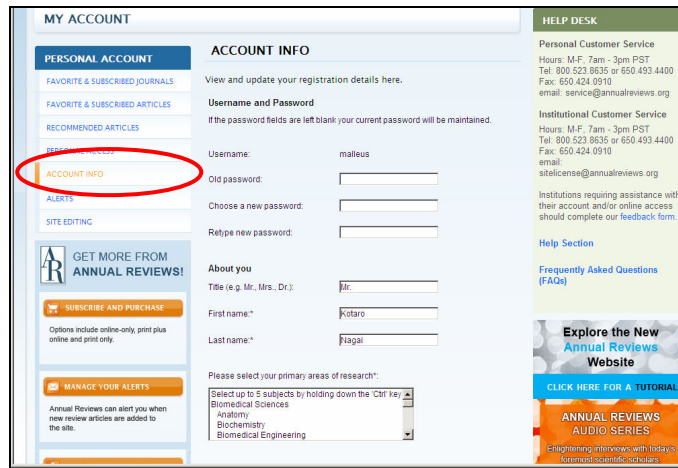 MY ACCOUNT
PERSONAL ACCOUNT
FAVORITE & SUBSCRIBED JOURNALS
FAVORITE & SUBSCRIBED ARTICLES
RECOMMENDED ARTICLES
PERSONAL ACCESS
ACCOUNT INFO
ALERTS
SITE EDITING
AR
GET MORE FROM
ANNUAL REVIEWS!
SUBSCRIBE AND PURCHASE
Options include online-only, print plus
online and print only.
MANAGE YOUR ALERTS
Annual Reviews can alert you when
new review articles are added to
the site.
ACCOUNT INFO
View and update your registration details here.
Username and Password
If the password fields are left blank your current password will be maintained.
Username: malleus
Old password:
Choose a new password:
Retype new password:
About you
Title (e.g. Mr., Mrs., Dr.): Mr.
First name:* Kotaro
Last name:* Nagai
Please select your primary areas of research*:
Select up to 5 subjects by holding down the 'Ctrl' key
Biomedical Sciences
Anatomy
Biochemistry
Biomedical Engineering
HELP DESK
Personal Customer Service
Hours: M-F, 7am - 3pm PST
Tel: 800.523.8635 or 650.493.4400
Fax: 650.424.0910
email: service@annualreviews.org
Institutional Customer Service
Hours: M-F, 7am - 3pm PST
Tel: 800.523.8635 or 650.493.4400
Fax: 650.424.0910
email:
sitelicense@annualreviews.org
Institutions requiring assistance with
their account and/or online access
should complete our feedback form.
Help Section
Frequently Asked Questions
(FAQs)
Explore the New
Annual Reviews
Website
CLICK HERE FOR A TUTORIAL
ANNUAL REVIEWS
AUDIO SERIES
Enlightening interviews with today's
foremost scientific scholars